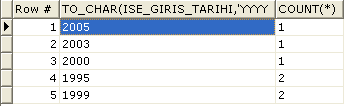 Row # TO_CHAR(ISE_GIRIS_TARIHI,'YYYY COUNT(*)
1 2005 1
2 2003 1
3 2000 1
4 1995 2
5 1999 2